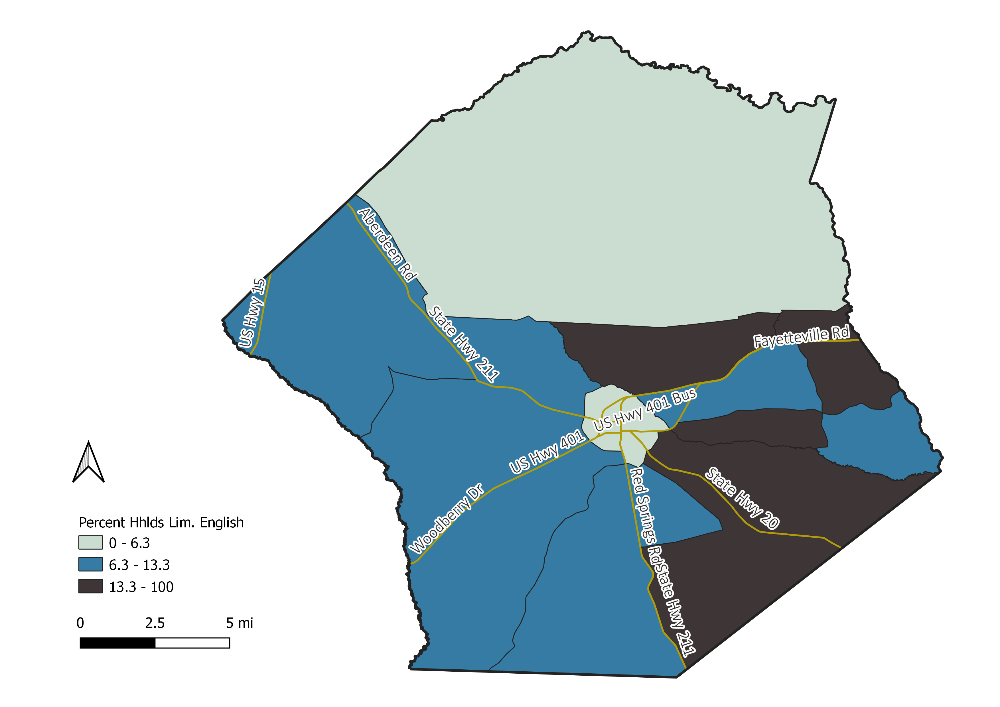 Aberdeen Rd
US Hwy 15
State Hwy 211
Fayetteville Rd
US Hwy 401 Bus
US Hwy 401
Woodberry Dr
Red Springs Rd
State Hwy 20
State Hwy 211
Percent Hhlds Lim. English
0 - 6.3
6.3 - 13.3
13.3 - 100
0 2.5 5 mi